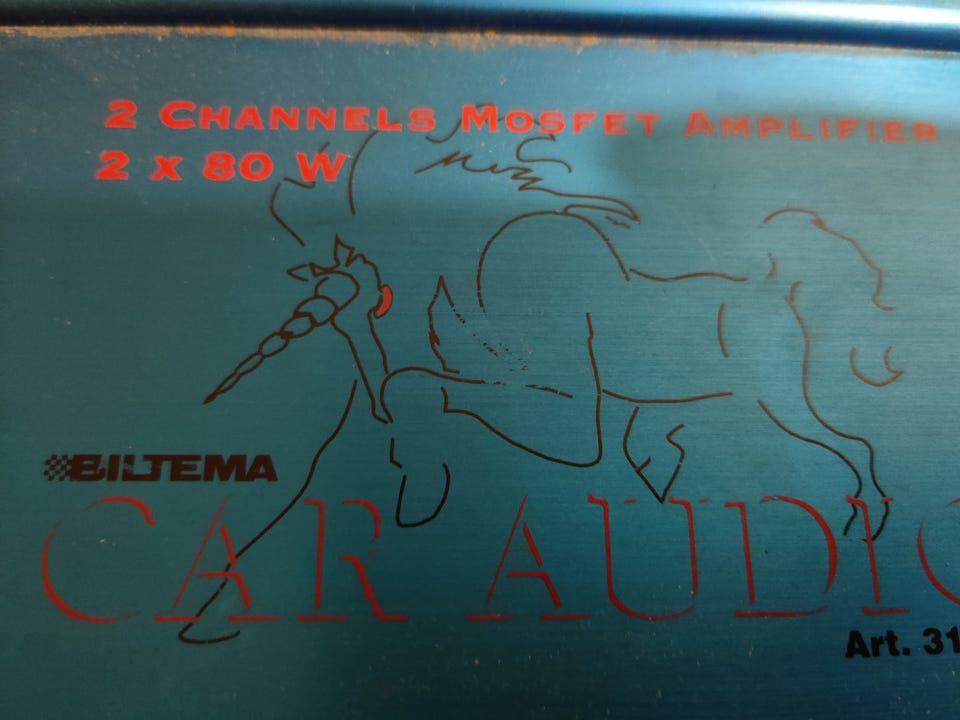 2 CHANNELS MOSFET AMPLIFIER
2 x 80 W
BILTEMA
CAR AUDIO
Art. 31